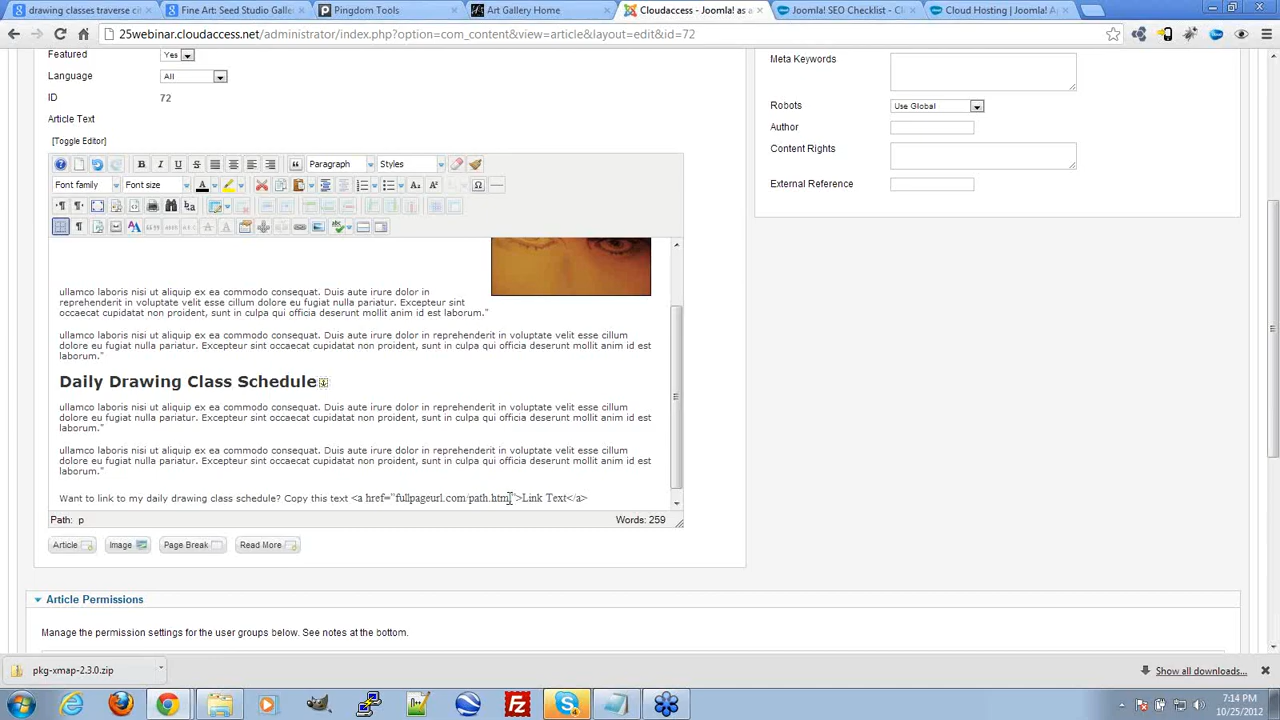 drawing classes traverse cit
Fine Art: Seed Studio Galler
Pingdom Tools
Art Gallery Home
Cloudaccess - Joomla! as a
Joomla! SEO Checklist - Cl
Cloud Hosting | Joomla! A
25webinar.cloudaccess.net/administrator/index.php?option=com_content&view=article&layout=edit&id=72
Featured Yes
Language All
ID 72
Article Text
[Toggle Editor]
Paragraph Styles
Font family Font size
ullamco laboris nisi ut aliquip ex ea commodo consequat. Duis aute irure dolor in
reprehenderit in voluptate velit esse cillum dolore eu fugiat nulla pariatur. Excepteur sint
occaecat cupidatat non proident, sunt in culpa qui officia deserunt mollit anim id est laborum."
ullamco laboris nisi ut aliquip ex ea commodo consequat. Duis aute irure dolor in reprehenderit in voluptate velit esse cillum
dolore eu fugiat nulla pariatur. Excepteur sint occaecat cupidatat non proident, sunt in culpa qui officia deserunt mollit anim id est
laborum."
Daily Drawing Class Schedule
ullamco laboris nisi ut aliquip ex ea commodo consequat. Duis aute irure dolor in reprehenderit in voluptate velit esse cillum
dolore eu fugiat nulla pariatur. Excepteur sint occaecat cupidatat non proident, sunt in culpa qui officia deserunt mollit anim id est
laborum."
ullamco laboris nisi ut aliquip ex ea commodo consequat. Duis aute irure dolor in reprehenderit in voluptate velit esse cillum
dolore eu fugiat nulla pariatur. Excepteur sint occaecat cupidatat non proident, sunt in culpa qui officia deserunt mollit anim id est
laborum."
Want to link to my daily drawing class schedule? Copy this text <a href="fullpageurl.com/path.html">Link Text</a>
Path: p
Words: 259
Article Image Page Break Read More
Meta Keywords
Robots Use Global
Author
Content Rights
External Reference
Article Permissions
Manage the permission settings for the user groups below. See notes at the bottom.
pkg-xmap-2.3.0.zip
Show all downloads...
7:14 PM
10/25/2012